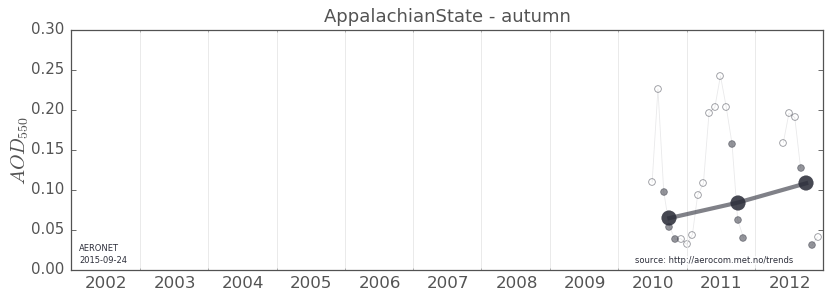 AppalachianState - autumn
0.30
0.25
0.20
0.15
0.10
0.05
0.00
AOD550
AERONET
2015-09-24
source: http://aerocom.met.no/trends
2002 2003 2004 2005 2006 2007 2008 2009 2010 2011 2012